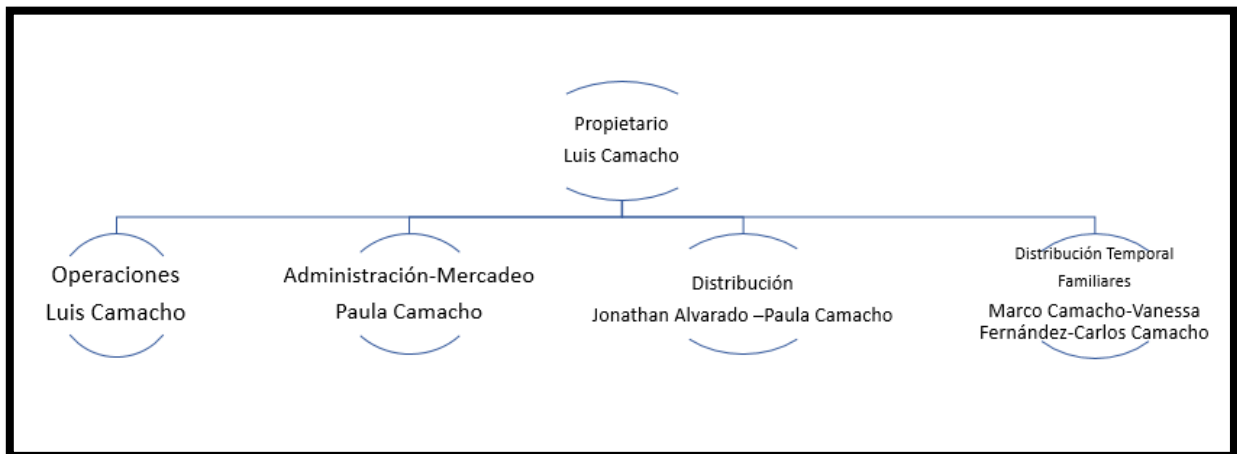 Propietario
Luis Camacho
Operaciones
Luis Camacho
Administración-Mercadeo
Paula Camacho
Distribución
Jonathan Alvarado –Paula Camacho
Distribución Temporal
Familiares
Marco Camacho-Vanessa
Fernández-Carlos Camacho